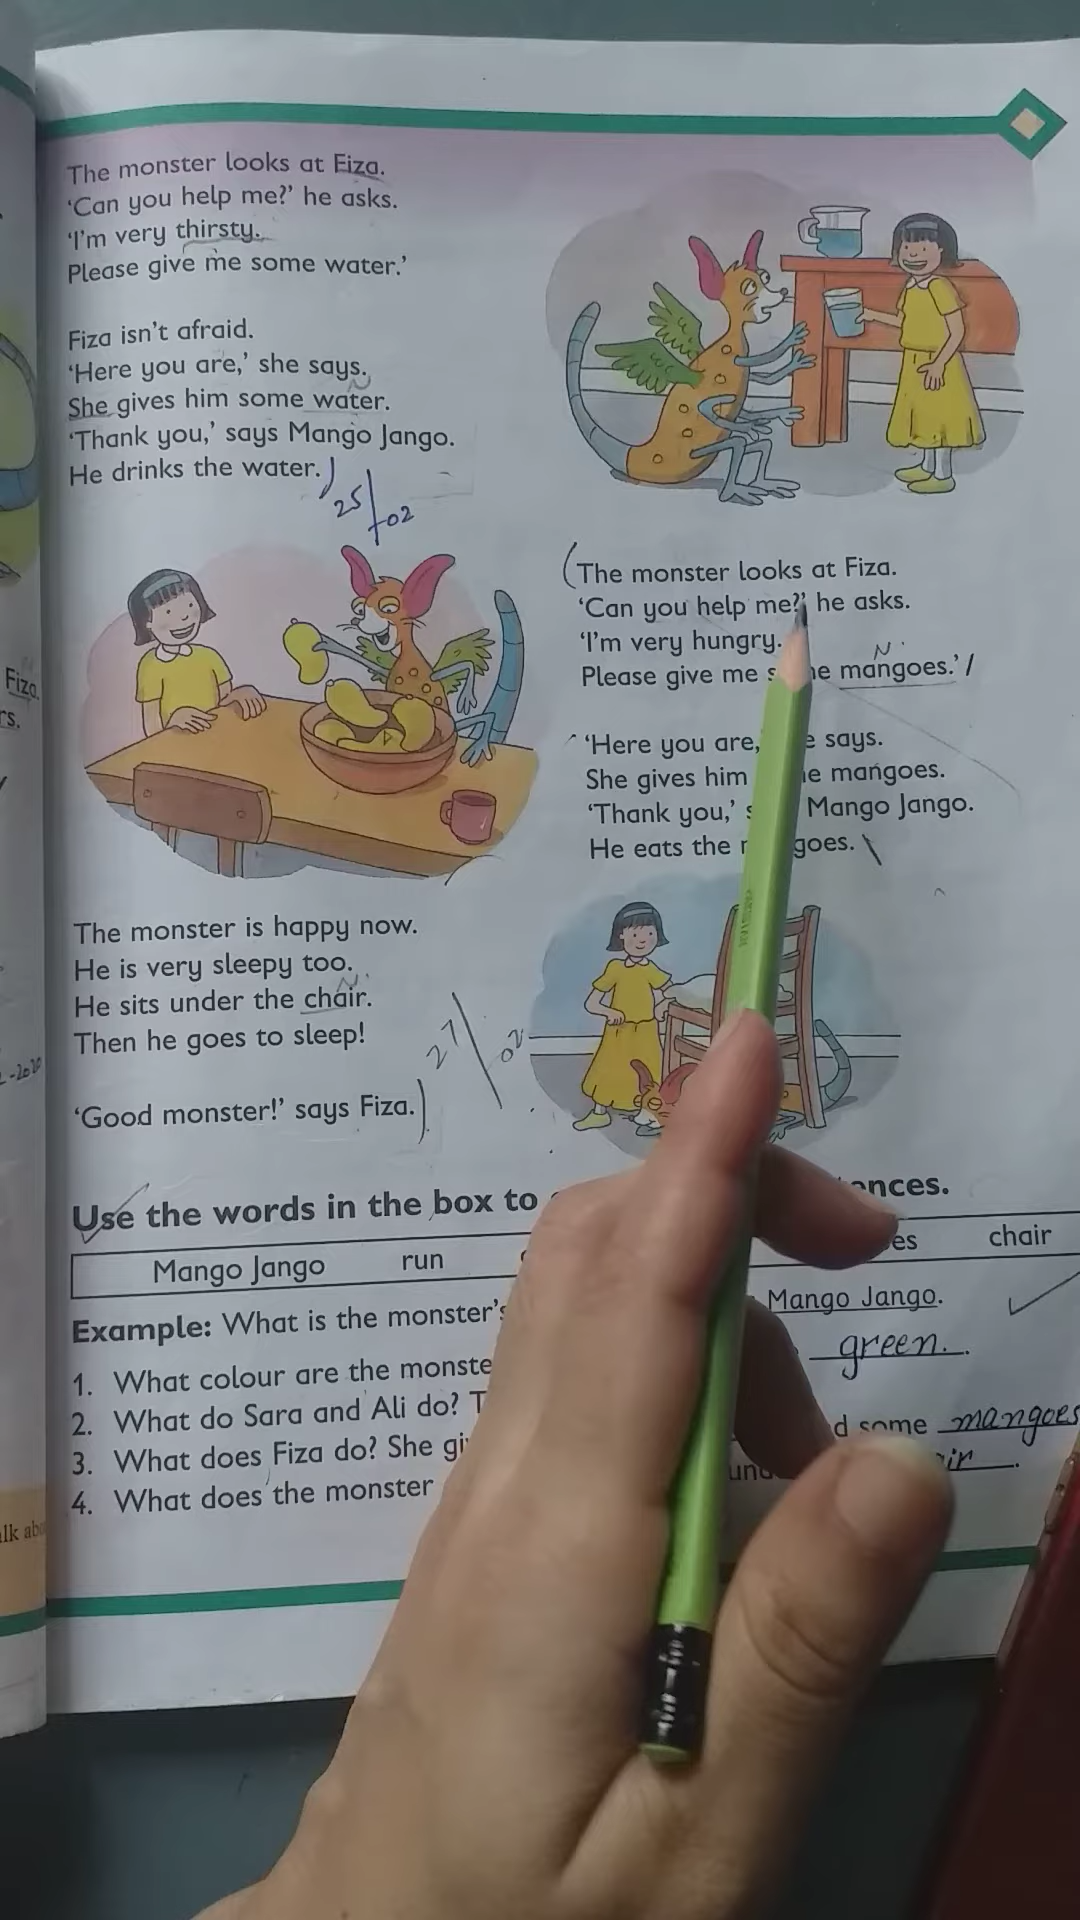 The monster looks at Fiza.
'Can you help me?' he asks.
'I'm very thirsty.
Please give me some water.'
Fiza isn't afraid.
'Here you are,' she says.
She gives him some water.
'Thank you,' says Mango Jango.
He drinks the water.
25/02
The monster looks at Fiza.
'Can you help me?' he asks.
'I'm very hungry.
Please give me mangoes.'
'Here you are, says.
She gives him mangoes.
'Thank you,' Mango Jango.
He eats the
The monster is happy now.
He is very sleepy too.
He sits under the chair.
Then he goes to sleep!
27/02
'Good monster!' says Fiza.
Fiza.
rs.
Use the words in the box to
Mango Jango run chair
Example: What is the monster's Mango Jango.
1. What colour are the green.
2. What do Sara and Ali do?
3. What does Fiza do? She some mangoes
4. What does the monster